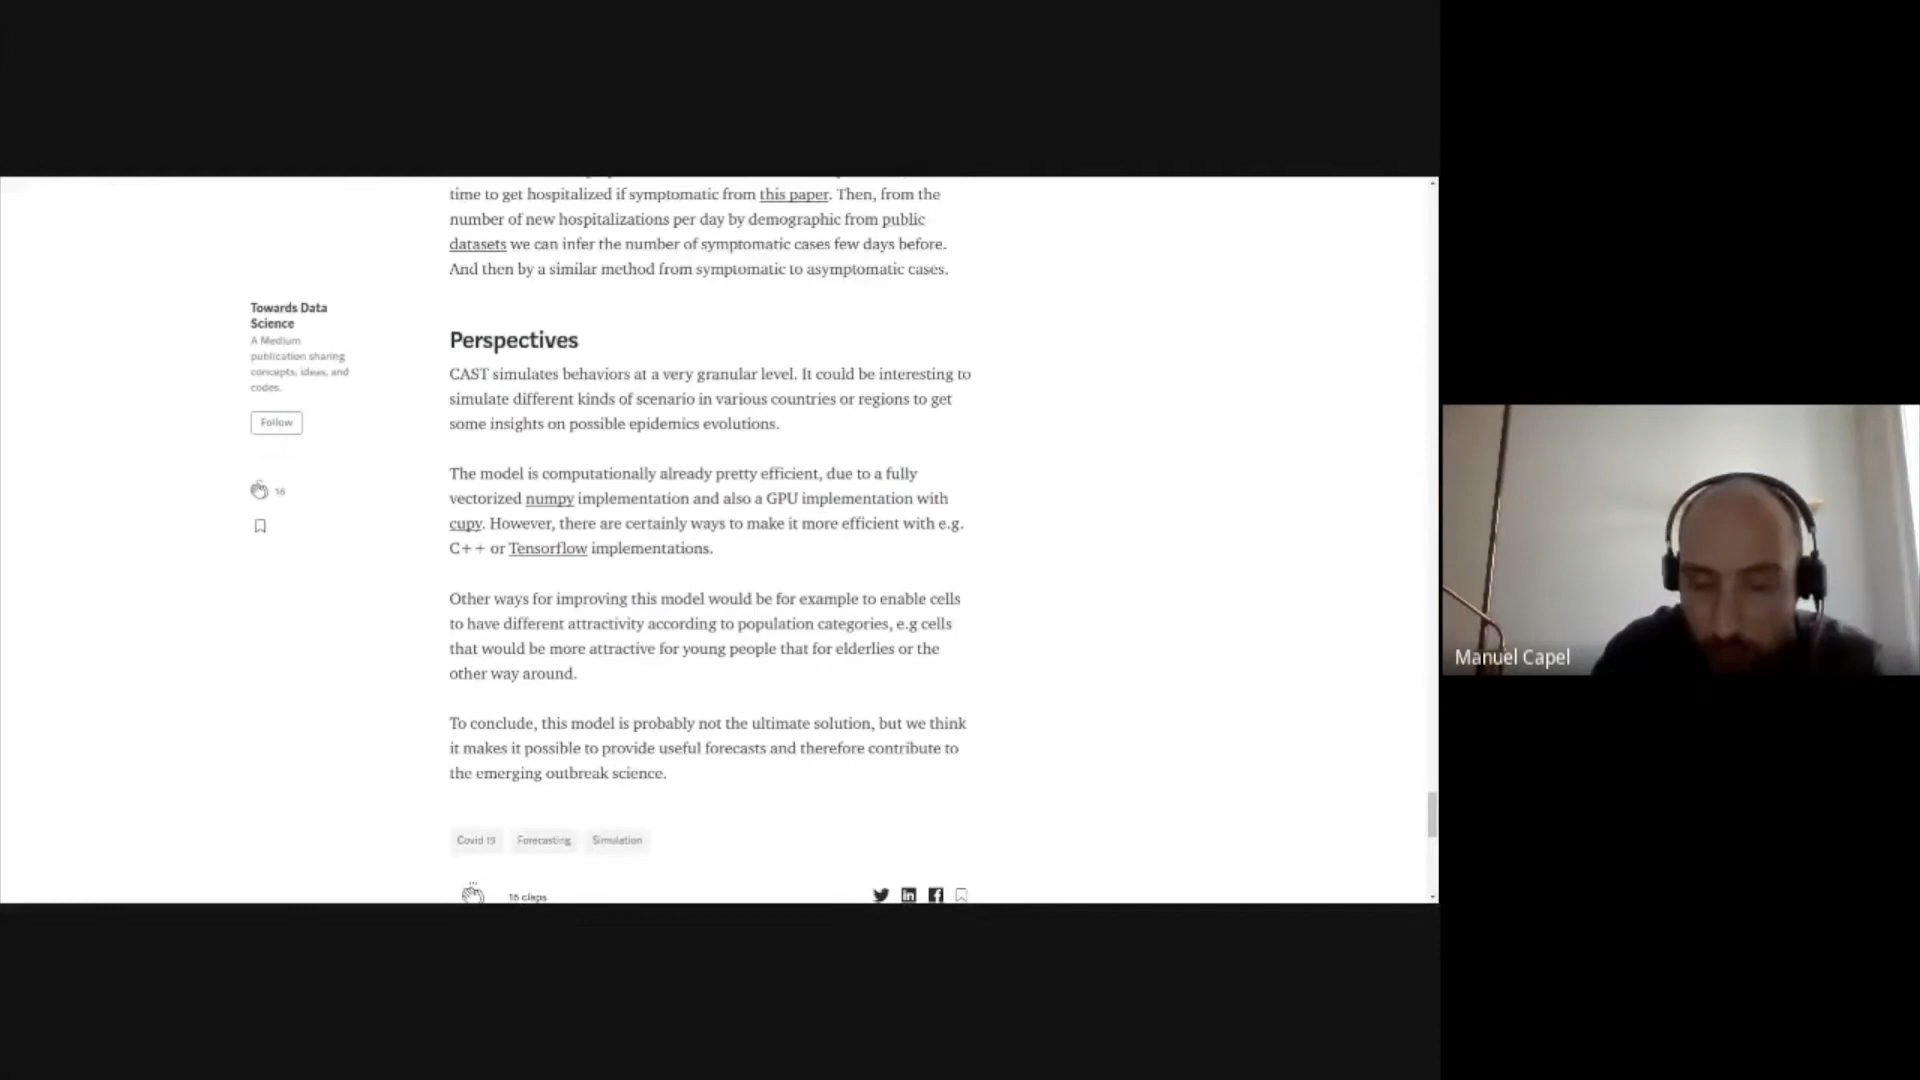 time to get hospitalized if symptomatic from this paper. Then, from the
number of new hospitalizations per day by demographic from public
datasets we can infer the number of symptomatic cases few days before.
And then by a similar method from symptomatic to asymptomatic cases.
Towards Data
Science
A Medium
publication sharing
concepts, ideas, and
codes.
Follow
16
Perspectives
CAST simulates behaviors at a very granular level. It could be interesting to
simulate different kinds of scenario in various countries or regions to get
some insights on possible epidemics evolutions.
The model is computationally already pretty efficient, due to a fully
vectorized numpy implementation and also a GPU implementation with
cupy. However, there are certainly ways to make it more efficient with e.g.
C++ or Tensorflow implementations.
Other ways for improving this model would be for example to enable cells
to have different attractivity according to population categories, e.g cells
that would be more attractive for young people that for elderlies or the
other way around.
To conclude, this model is probably not the ultimate solution, but we think
it makes it possible to provide useful forecasts and therefore contribute to
the emerging outbreak science.
Covid 19 Forecasting Simulation
16 claps
Manuel Capel